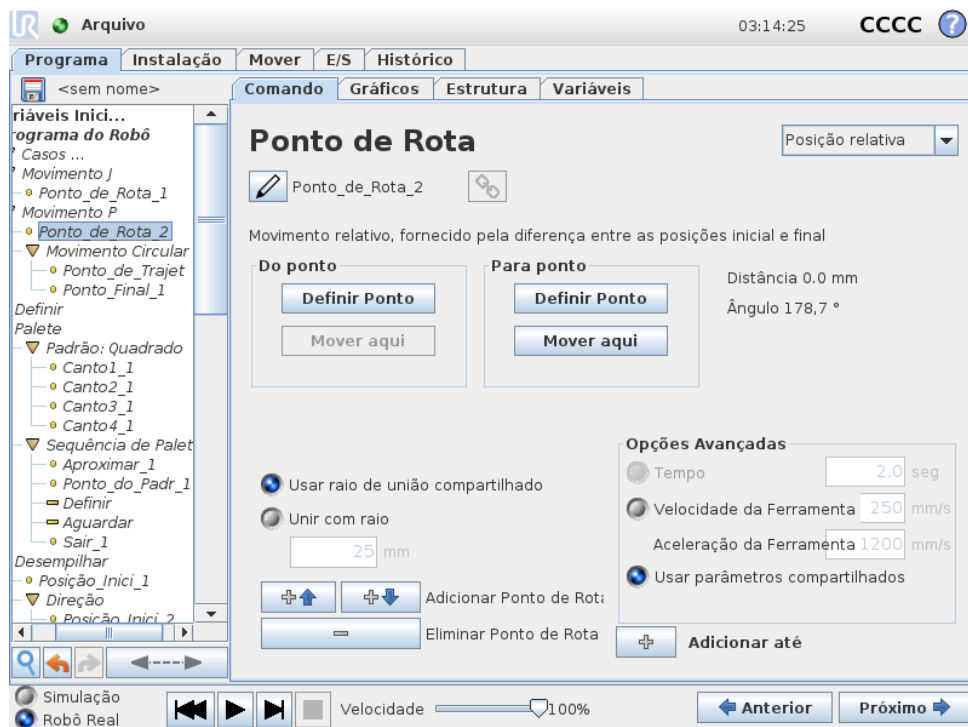 UR Arquivo 03:14:25 CCCC ?
Programa Instalação Mover E/S Histórico
<sem nome>
Comando Gráficos Estrutura Variáveis
riáveis Inici...
rograma do Robô
Casos ...
Movimento J
Ponto_de_Rota_1
Movimento P
Ponto_de_Rota_2
Movimento Circular
Ponto_de_Trajet
Ponto_Final_1
Definir
Palete
Padrão: Quadrado
Canto1_1
Canto2_1
Canto3_1
Canto4_1
Sequência de Palet
Aproximar_1
Ponto_do_Padr_1
Definir
Aguardar
Sair_1
Desempilhar
Posição_Inici_1
Direção
Posição_Inici_2
Ponto de Rota
Posição relativa
Ponto_de_Rota_2
Movimento relativo, fornecido pela diferença entre as posições inicial e final
Do ponto
Definir Ponto
Mover aqui
Para ponto
Definir Ponto
Mover aqui
Distância 0.0 mm
Ângulo 178,7 °
Usar raio de união compartilhado
Unir com raio
25 mm
Adicionar Ponto de Rota
Eliminar Ponto de Rota
Opções Avançadas
Tempo 2,0 seg
Velocidade da Ferramenta 250 mm/s
Aceleração da Ferramenta 1200 mm/s
Usar parâmetros compartilhados
Adicionar até
Simulação
Robô Real
Velocidade 100%
Anterior Próximo